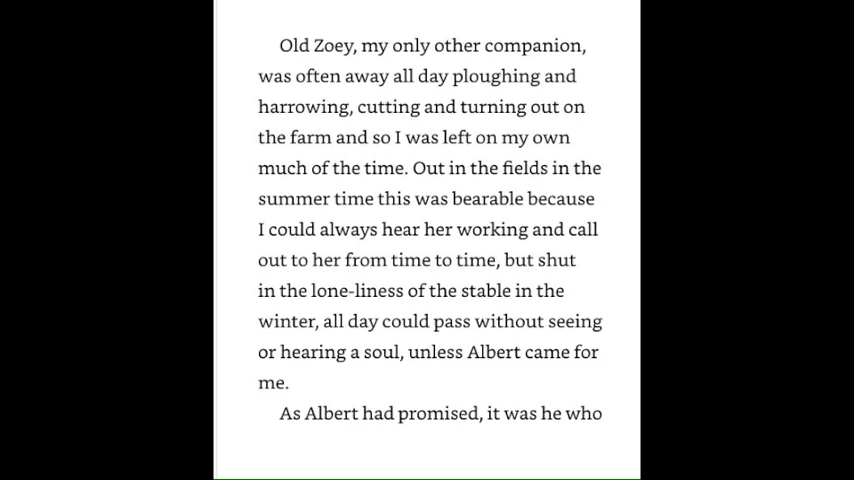 Old Zoey, my only other companion,
was often away all day ploughing and
harrowing, cutting and turning out on
the farm and so I was left on my own
much of the time. Out in the fields in the
summer time this was bearable because
I could always hear her working and call
out to her from time to time, but shut
in the lone-liness of the stable in the
winter, all day could pass without seeing
or hearing a soul, unless Albert came for
me.
As Albert had promised, it was he who